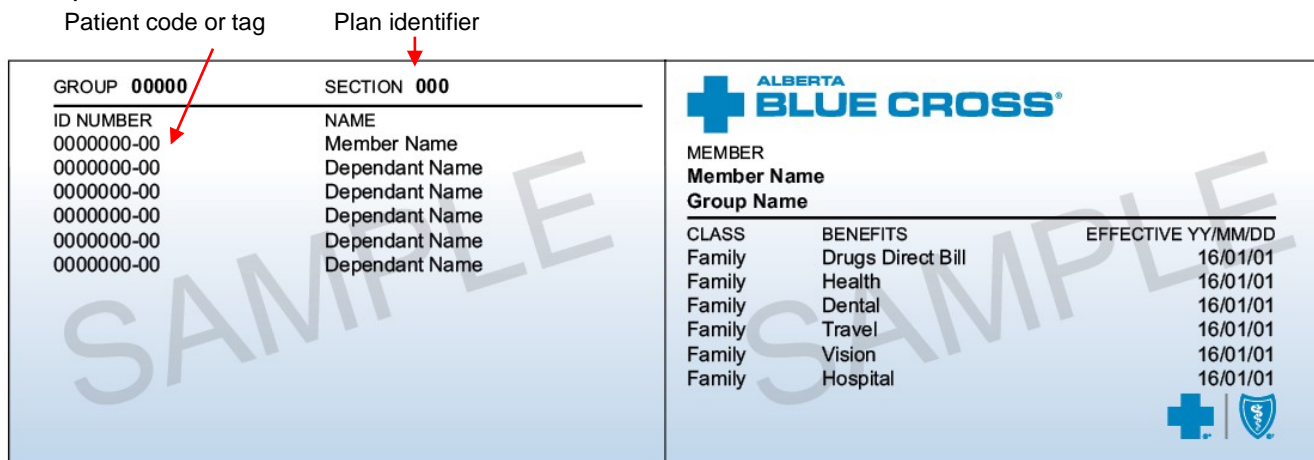 Patient code or tag Plan identifier
GROUP 00000 SECTION 000
ID NUMBER NAME
0000000-00 Member Name
0000000-00 Dependant Name
0000000-00 Dependant Name
0000000-00 Dependant Name
0000000-00 Dependant Name
0000000-00 Dependant Name
SAMPLE
ALBERTA
BLUE CROSS®
MEMBER
Member Name
Group Name
CLASS BENEFITS EFFECTIVE YY/MM/DD
Family Drugs Direct Bill 16/01/01
Family Health 16/01/01
Family Dental 16/01/01
Family Travel 16/01/01
Family Vision 16/01/01
Family Hospital 16/01/01
SAMPLE